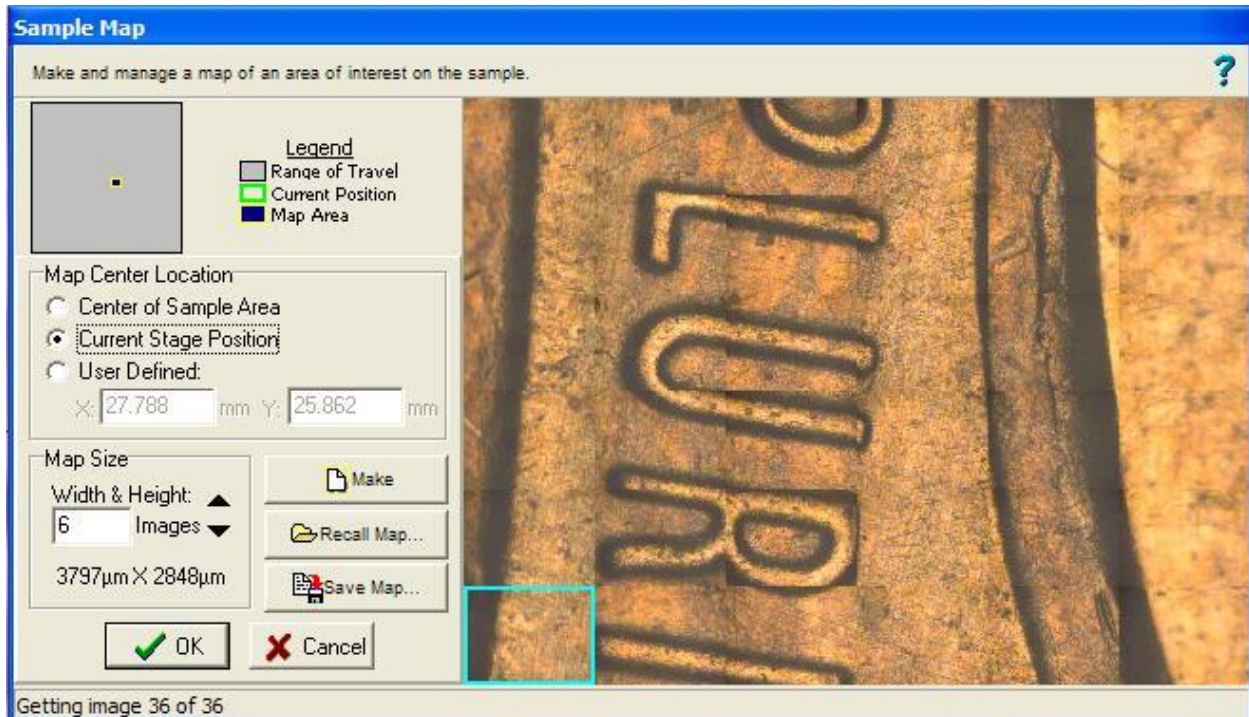 Sample Map
Make and manage a map of an area of interest on the sample.
?
Legend
Range of Travel
Current Position
Map Area
Map Center Location
Center of Sample Area
Current Stage Position
User Defined:
X: 27.788 mm Y: 25.862 mm
Map Size
Width & Height:
6 Images
3797µm X 2848µm
Make
Recall Map...
Save Map...
OK
Cancel
LUR
Getting image 36 of 36